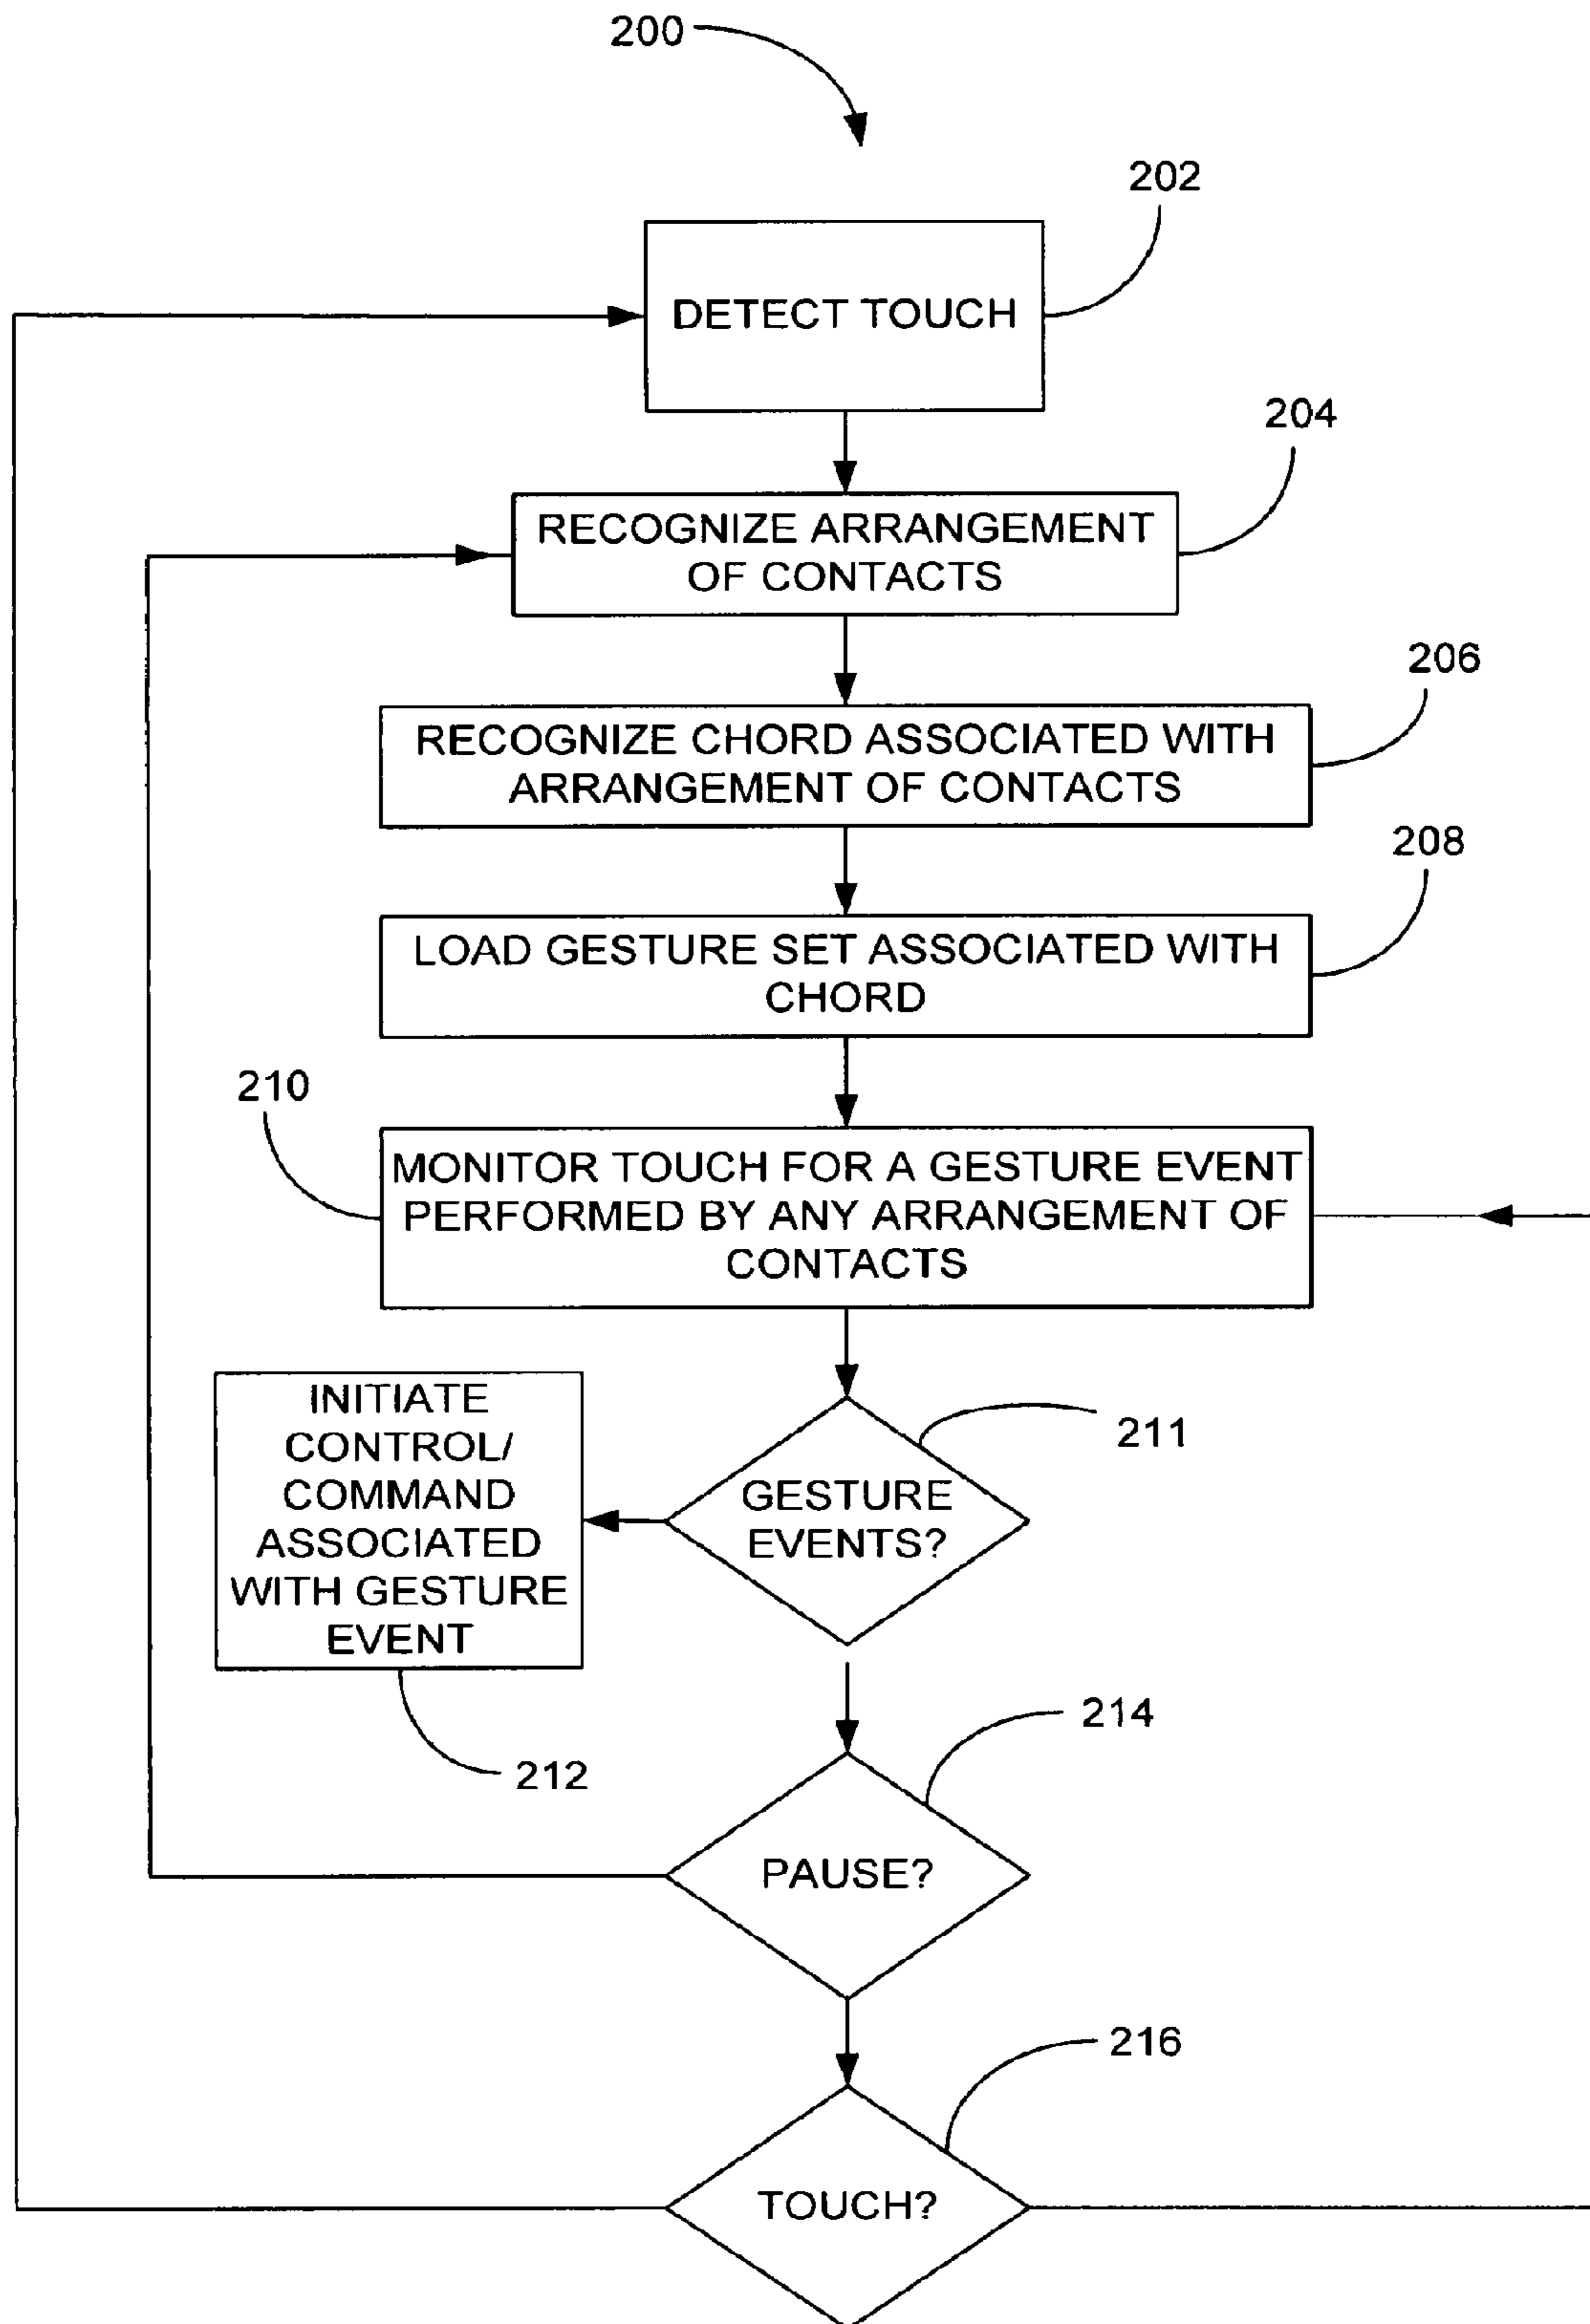 200
202
DETECT TOUCH
204
RECOGNIZE ARRANGEMENT
OF CONTACTS
206
RECOGNIZE CHORD ASSOCIATED WITH
ARRANGEMENT OF CONTACTS
208
LOAD GESTURE SET ASSOCIATED WITH
CHORD
210
MONITOR TOUCH FOR A GESTURE EVENT
PERFORMED BY ANY ARRANGEMENT OF
CONTACTS
INITIATE
CONTROL/
COMMAND
ASSOCIATED
WITH GESTURE
EVENT
211
GESTURE
EVENTS?
212
214
PAUSE?
216
TOUCH?